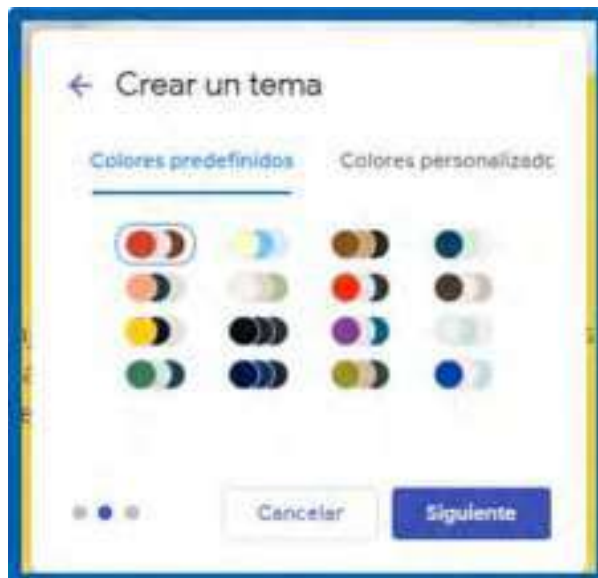 Crear un tema
Colores predefinidos Colores personalizadc
Cancelar Siguiente